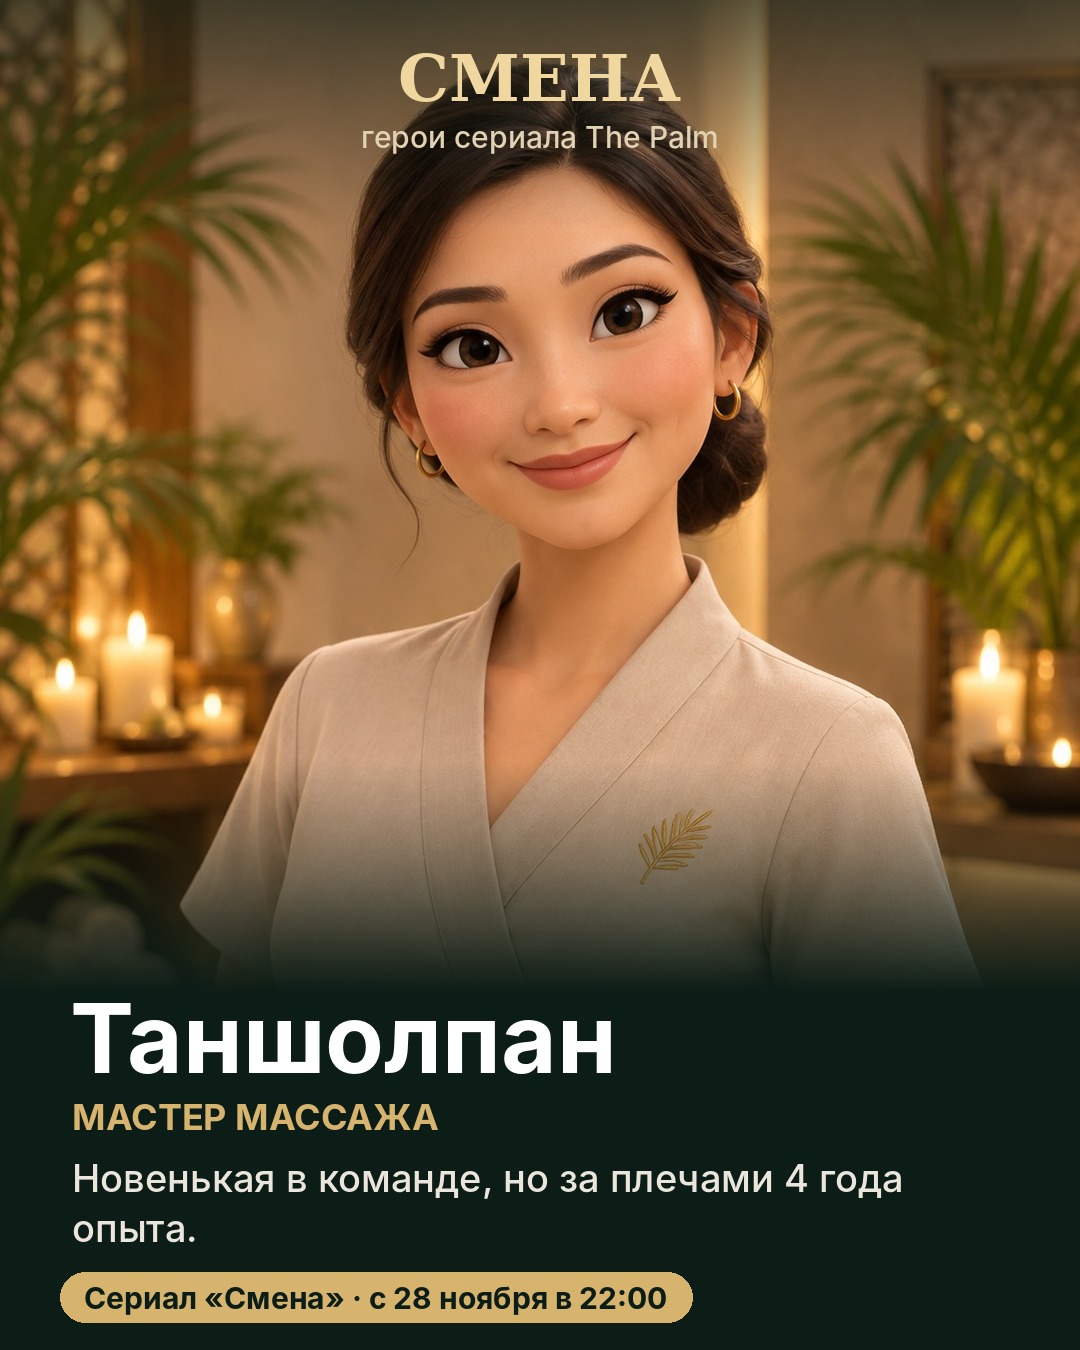 СМЕНА
герои сериала The Palm
Таншолпан
МАСТЕР МАССАЖА
Новенькая в команде, но за плечами 4 года
опыта.
Сериал «Смена» · с 28 ноября в 22:00